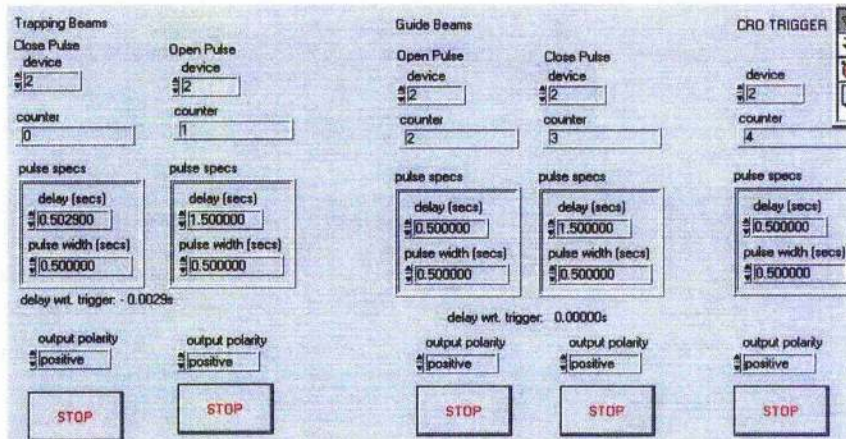 Trapping Beams
Guide Beams
CRO TRIGGER
Close Pulse
Open Pulse
Open Pulse
Close Pulse
device
device
device
device
device
2
2
2
2
2
counter
counter
counter
counter
counter
0
1
2
3
4
pulse specs
pulse specs
pulse specs
pulse specs
pulse specs
delay (secs)
delay (secs)
delay (secs)
delay (secs)
delay (secs)
0.502900
1.500000
0.500000
1.500000
0.500000
pulse width (secs)
pulse width (secs)
pulse width (secs)
pulse width (secs)
pulse width (secs)
0.500000
0.500000
0.500000
0.500000
0.500000
delay wrt. trigger: - 0.0029s
delay wrt. trigger: 0.00000s
output polarity
output polarity
output polarity
output polarity
output polarity
positive
positive
positive
positive
positive
STOP
STOP
STOP
STOP
STOP